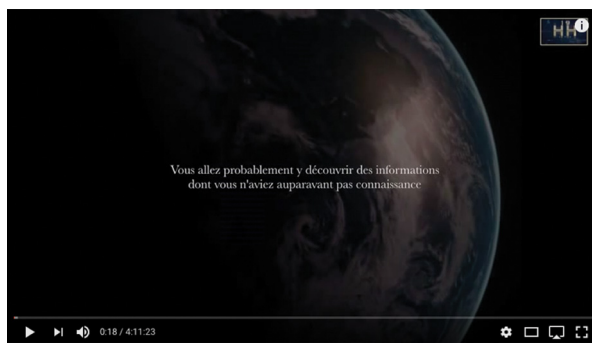 HH
i
Vous allez probablement y découvrir des informations
dont vous n'aviez auparavant pas connaissance
0:18 / 4:11:23